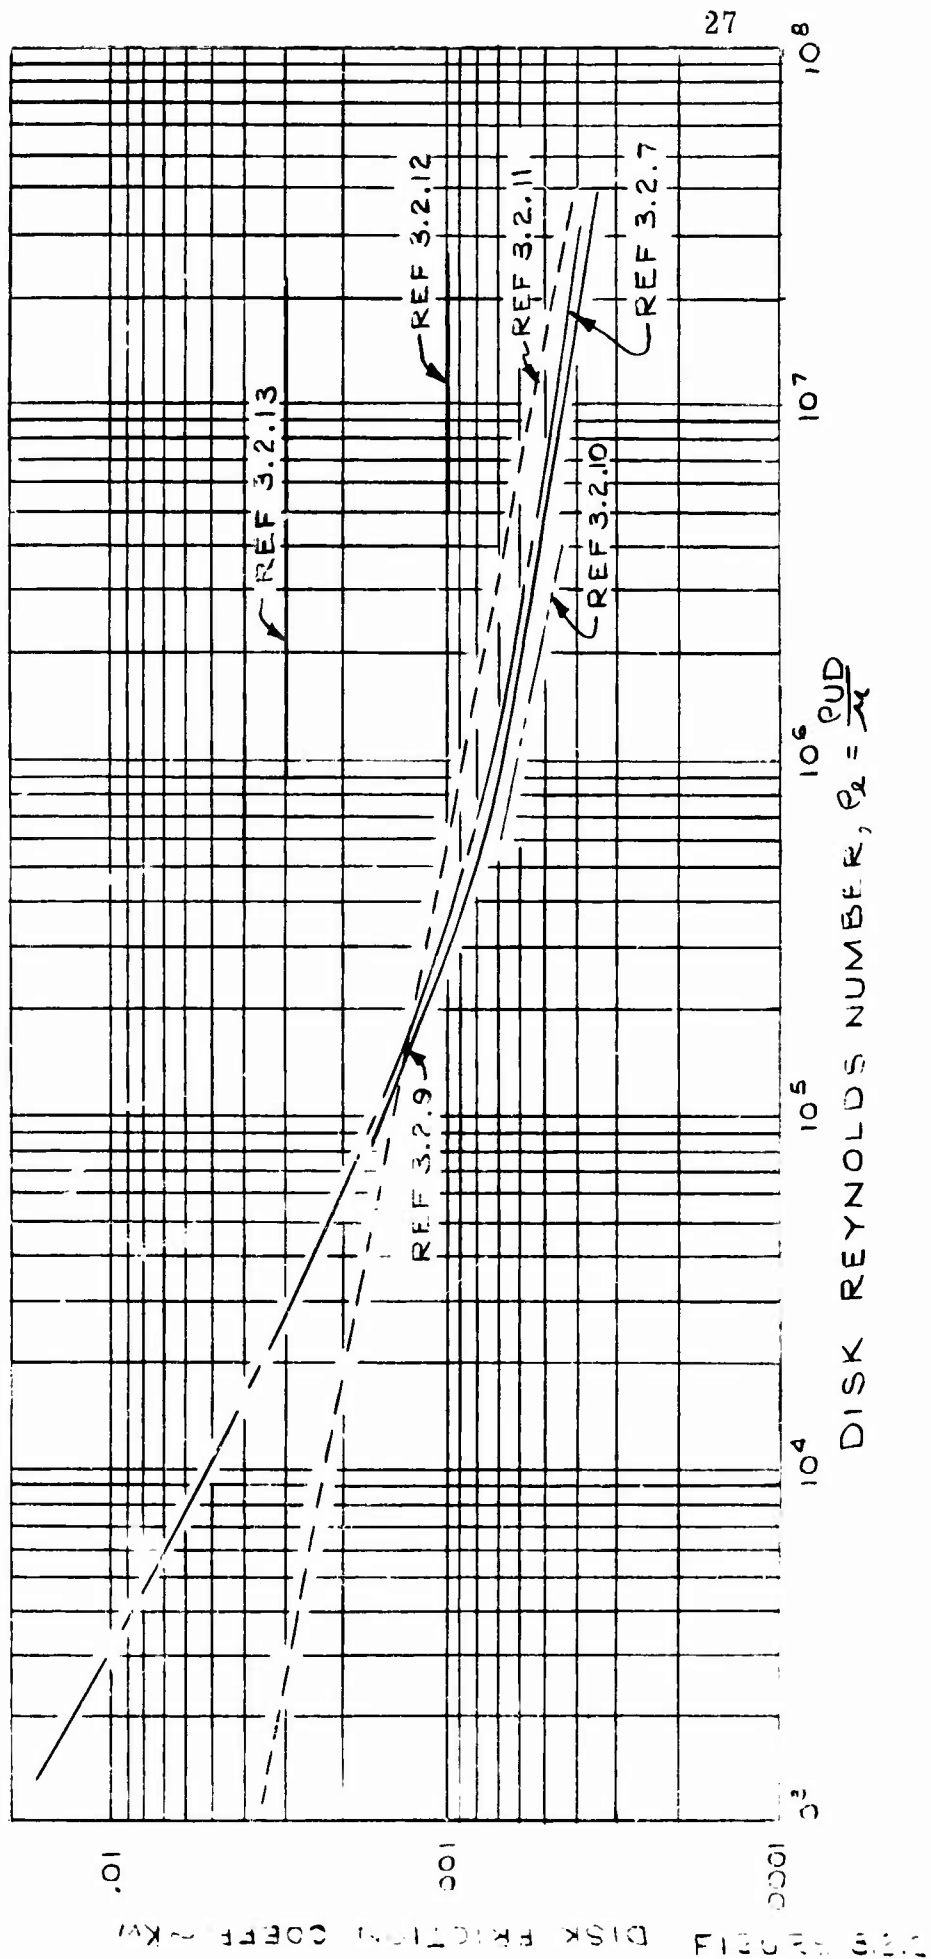 27
REF 3.2.13
REF 3.2.12
REF 3.2.11
REF 3.2.7
REF 3.2.10
REF 3.2.9
.01
.001
.0001
10⁴
10⁵
10⁶
10⁷
10⁸
DISK REYNOLDS NUMBER, Re = ρUD/μ
DISK FRICTION COEFF ~ Kw